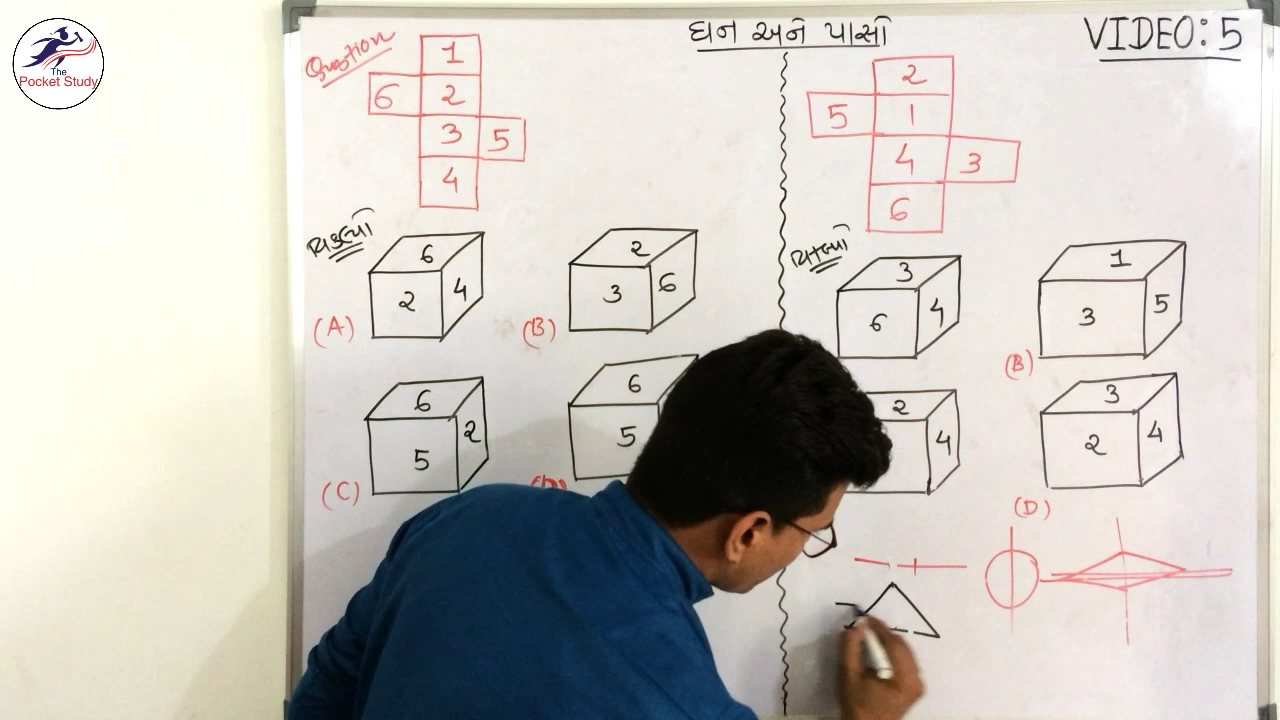 The
Pocket Study
ઘન અને પાસો
VIDEO: 5
Question
1
6 2
3 5
4
2
5 1
4 3
6
વિકલ્પો
6
2 4
(A)
2
3 6
(B)
6
5 2
(C)
6
5
વિકલ્પો
3
6 4
1
3 5
(B)
2
4
3
2 4
(D)